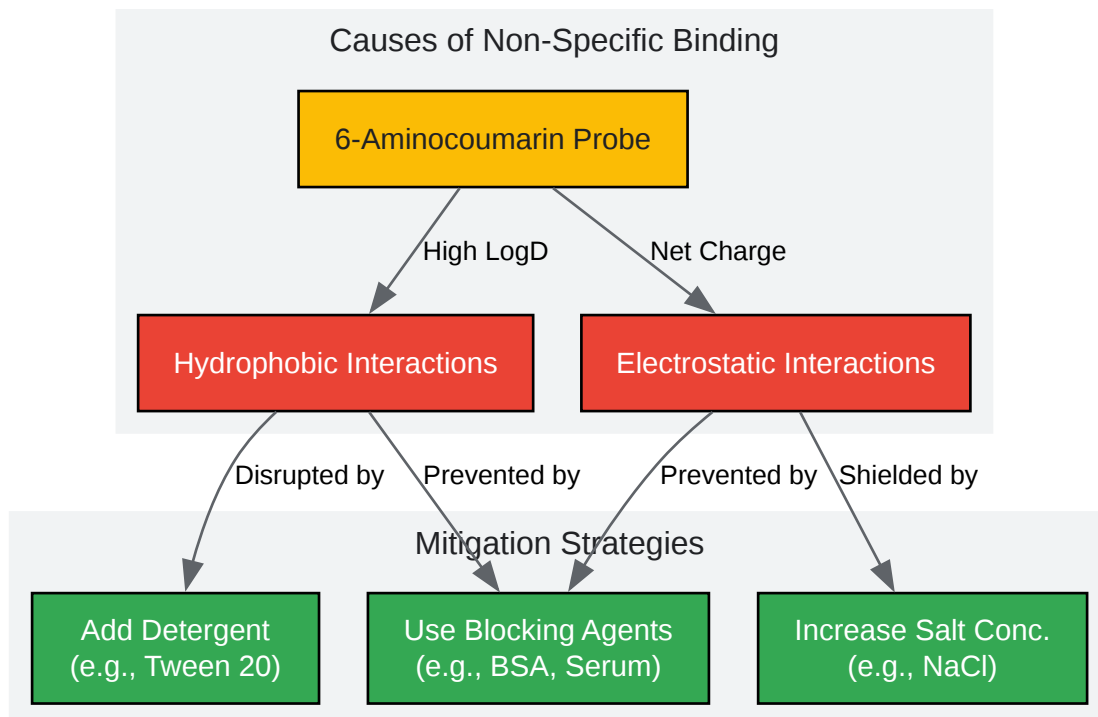 Causes of Non-Specific Binding
6-Aminocoumarin Probe
High LogD
Net Charge
Hydrophobic Interactions
Electrostatic Interactions
Disrupted by
Prevented by
Prevented by
Shielded by
Mitigation Strategies
Add Detergent
(e.g., Tween 20)
Use Blocking Agents
(e.g., BSA, Serum)
Increase Salt Conc.
(e.g., NaCl)